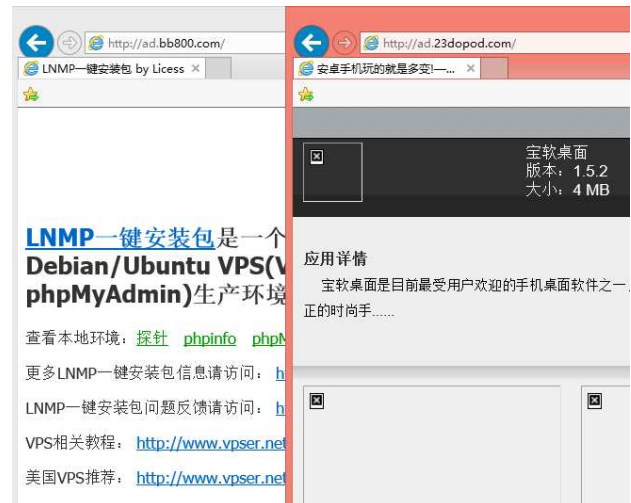 http://ad.bb800.com/
LNMP一键安装包 by Licess ×
LNMP一键安装包是一个
Debian/Ubuntu VPS(V
phpMyAdmin)生产环境
查看本地环境: 探针 phpinfo phpM
更多LNMP一键安装包信息请访问: h
LNMP一键安装包问题反馈请访问: h
VPS相关教程: http://www.vpser.net
美国VPS推荐: http://www.vpser.net
http://ad.23dopod.com/
安卓手机玩的就是多变!—... ×
宝软桌面
版本: 1.5.2
大小: 4 MB
应用详情
宝软桌面是目前最受用户欢迎的手机桌面软件之一
正的时尚手......